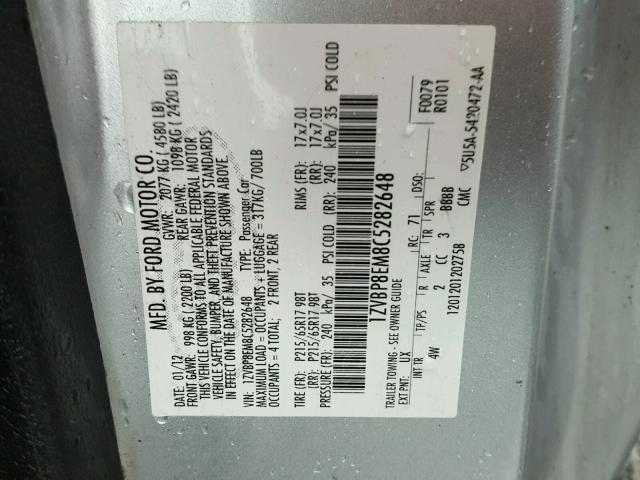 MFD. BY FORD MOTOR CO.
DATE: 01/12 GVWR: 2077 KG ( 4580 LB)
FRONT GAWR: 998 KG ( 2200 LB) REAR GAWR: 1098 KG ( 2420 LB)
THIS VEHICLE CONFORMS TO ALL APPLICABLE FEDERAL MOTOR
VEHICLE SAFETY, BUMPER, AND THEFT PREVENTION STANDARDS
IN EFFECT ON THE DATE OF MANUFACTURE SHOWN ABOVE.
VIN: 1ZVBP8EM8C5282648 TYPE: Passenger Car
MAXIMUM LOAD = OCCUPANTS + LUGGAGE = 317KG/ 700LB
OCCUPANTS = 4 TOTAL; 2 FRONT, 2 REAR
TIRE (FR): P215/65R17 98T RIMS (FR): 17x7.0J
(RR): P215/65R17 98T (RR): 17x7.0J
PRESSURE (FR): 240 kPa/ 35 PSI COLD (RR): 240 kPa/ 35 PSI COLD
1ZVBP8EM8C5282648
TRAILER TOWING - SEE OWNER GUIDE F0079
EXT PNT: UX RC: 71 DSO: R0101
INT TR TP/PS R AXLE TR SPR
4W 2 CC 3 BBBB
1201201202758 CMC ▽5U5A-5420472-AA